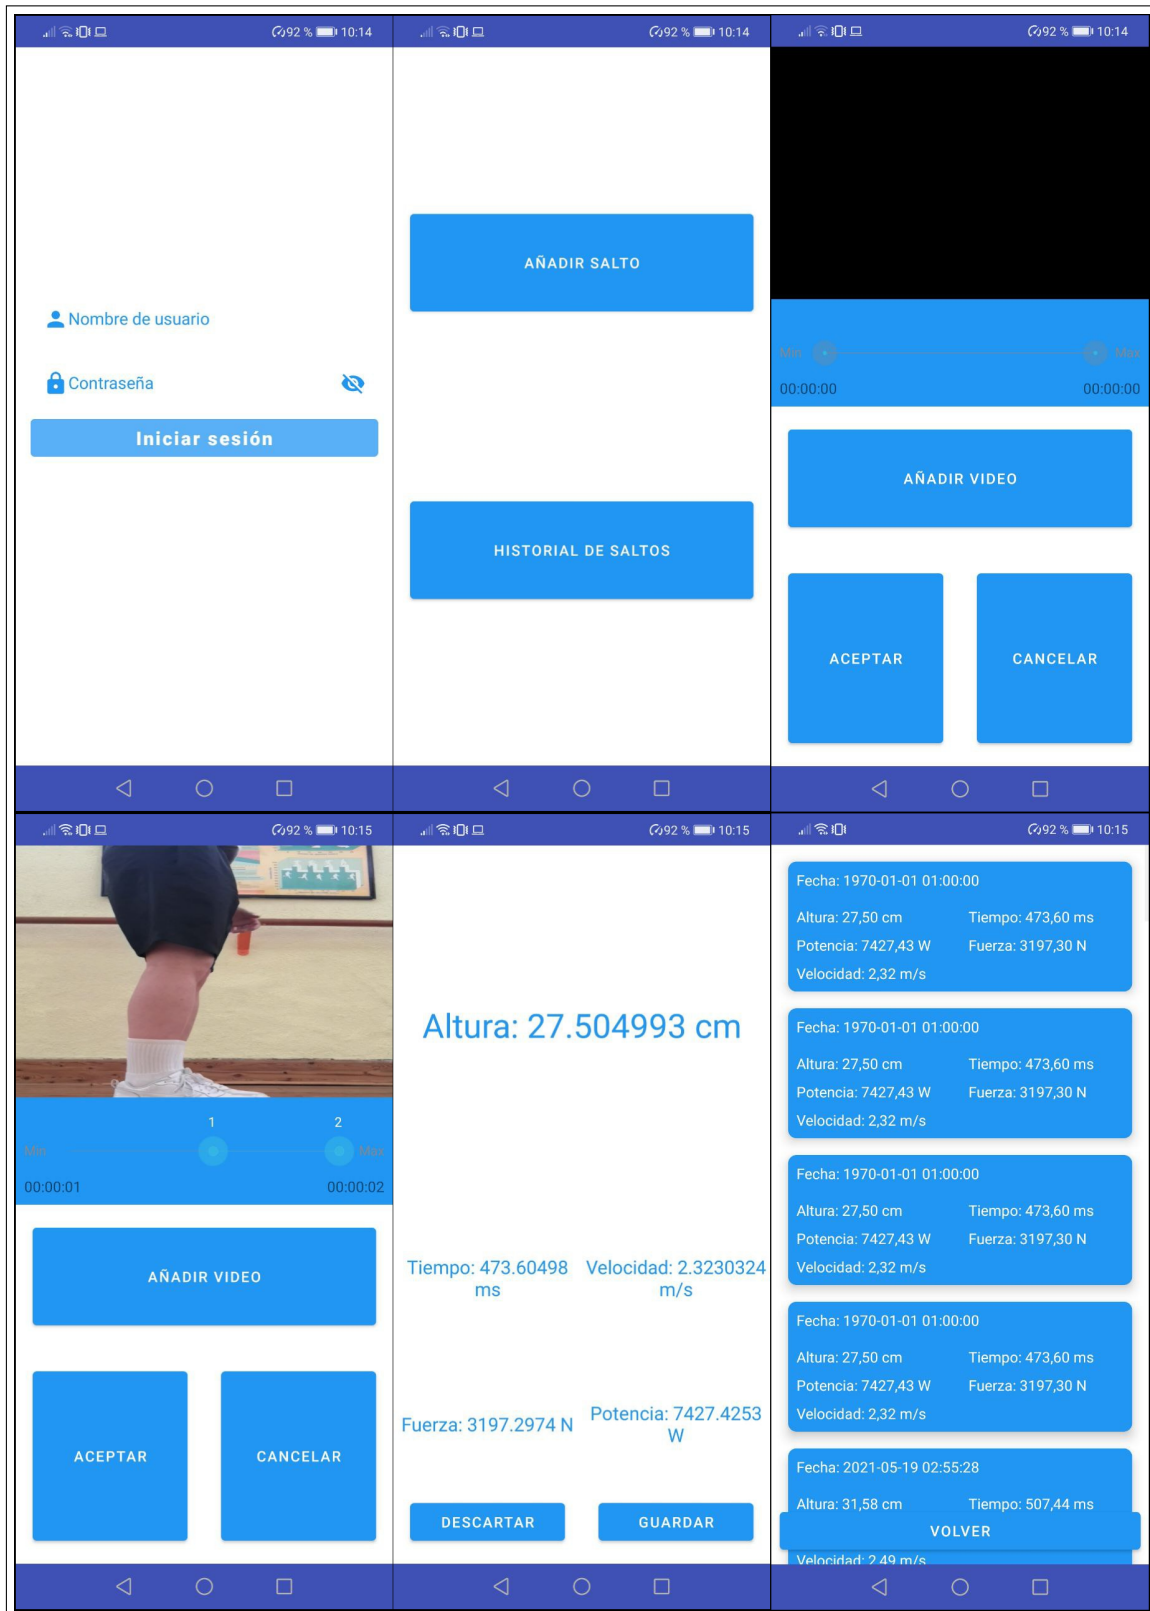 92 % 10:14
Nombre de usuario
Contraseña
Iniciar sesión
92 % 10:14
AÑADIR SALTO
HISTORIAL DE SALTOS
92 % 10:14
Min Max
00:00:00 00:00:00
AÑADIR VIDEO
ACEPTAR CANCELAR
92 % 10:15
1 2
Min Max
00:00:01 00:00:02
AÑADIR VIDEO
ACEPTAR CANCELAR
92 % 10:15
Altura: 27.504993 cm
Tiempo: 473.60498
ms
Velocidad: 2.3230324
m/s
Fuerza: 3197.2974 N
Potencia: 7427.4253
W
DESCARTAR GUARDAR
92 % 10:15
Fecha: 1970-01-01 01:00:00
Altura: 27,50 cm Tiempo: 473,60 ms
Potencia: 7427,43 W Fuerza: 3197,30 N
Velocidad: 2,32 m/s
Fecha: 1970-01-01 01:00:00
Altura: 27,50 cm Tiempo: 473,60 ms
Potencia: 7427,43 W Fuerza: 3197,30 N
Velocidad: 2,32 m/s
Fecha: 1970-01-01 01:00:00
Altura: 27,50 cm Tiempo: 473,60 ms
Potencia: 7427,43 W Fuerza: 3197,30 N
Velocidad: 2,32 m/s
Fecha: 1970-01-01 01:00:00
Altura: 27,50 cm Tiempo: 473,60 ms
Potencia: 7427,43 W Fuerza: 3197,30 N
Velocidad: 2,32 m/s
Fecha: 2021-05-19 02:55:28
Altura: 31,58 cm Tiempo: 507,44 ms
VOLVER
Velocidad: 2,49 m/s